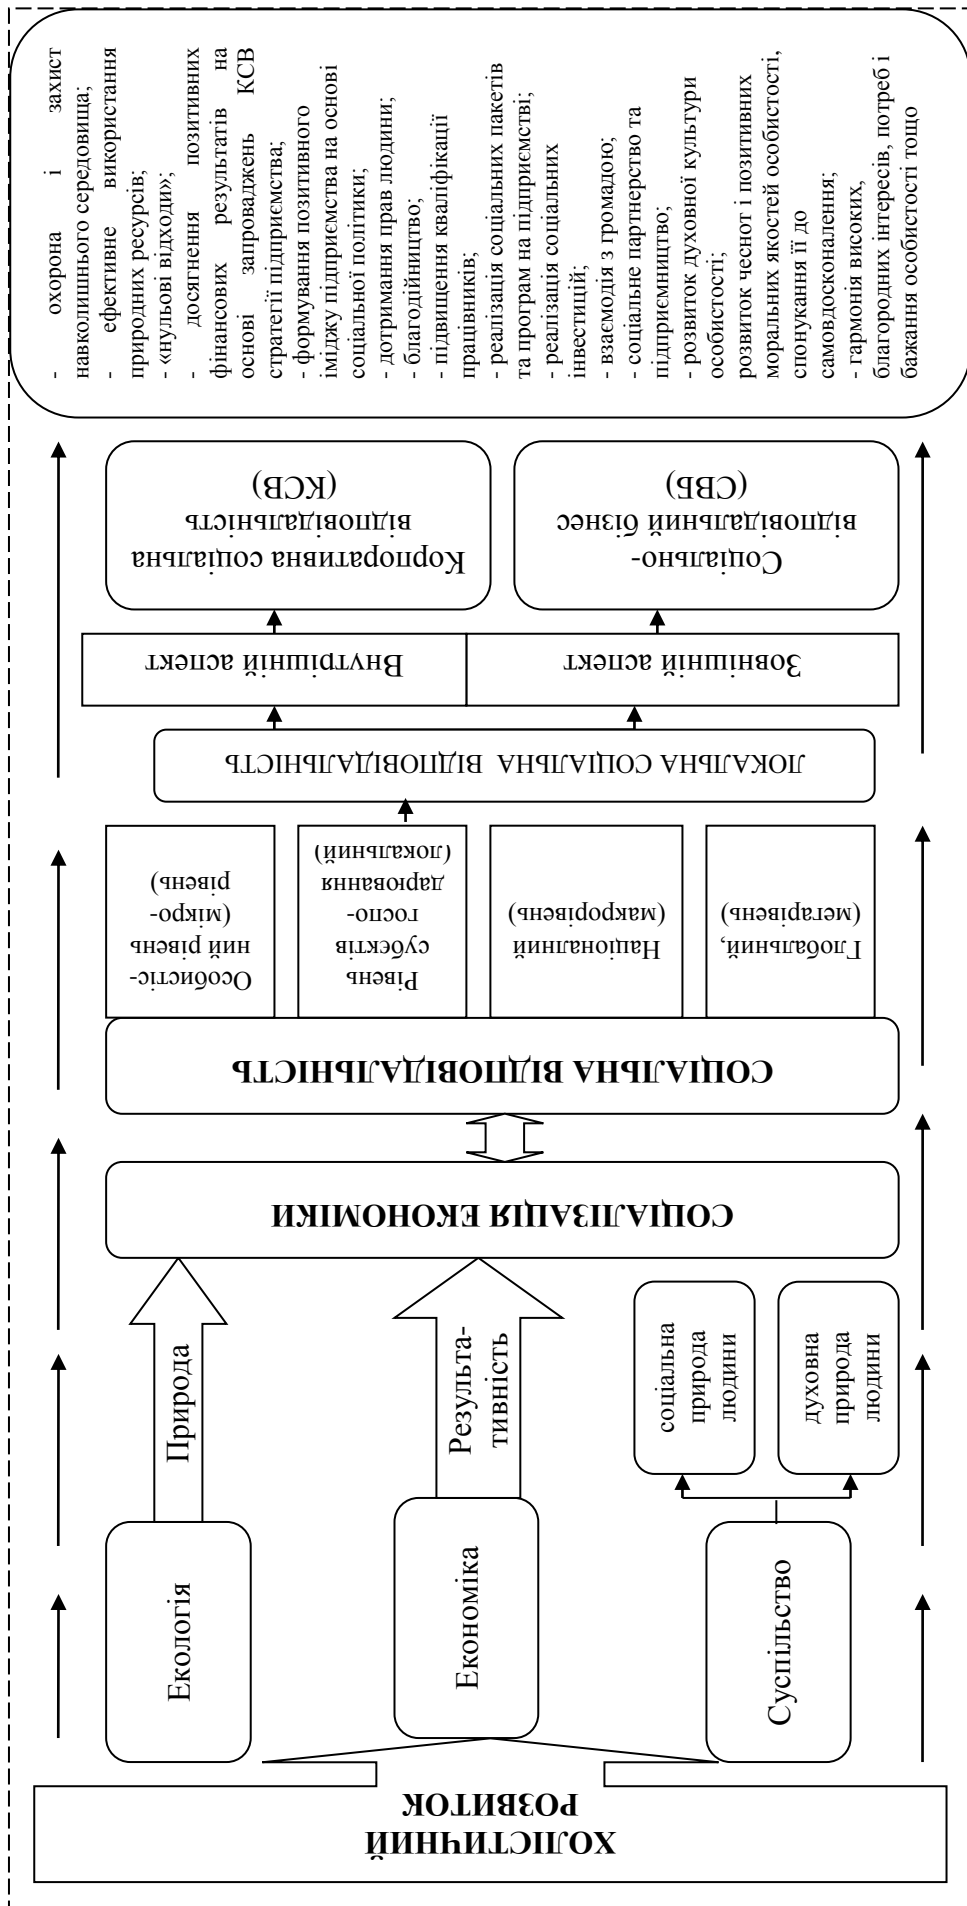 ХОЛІСТИЧНИЙ
РОЗВИТОК
Екологія
Економіка
Суспільство
Природа
Результа-
тивність
соціальна
природа
людини
духовна
природа
людини
СОЦІАЛІЗАЦІЯ ЕКОНОМІКИ
СОЦІАЛЬНА ВІДПОВІДАЛЬНІСТЬ
Особистіс-
ний рівень
(мікро-
рівень)
Рівень
субєктів
госпо-
дарювання
(локальний)
Націоналний
(макрорівень)
Глобальний,
(мегарівень)
ЛОКАЛЬНА СОЦІАЛЬНА ВІДПОВІДАЛЬНІСТЬ
Внутрішній аспект
Зовнішній аспект
Корпоративна соціальна
відповідальність
(КСВ)
Соціально-
відповідальний бізнес
(СВБ)
- охорона і захист
навколишнього середовища;
- ефективне використання
природних ресурсів;
- «нульові відходи»;
- досягнення позитивних
фінансових результатів на
основі запроваджень КСВ
стратегії підприємства;
- формування позитивного
іміджу підприємства на основі
соціальної політики;
- дотримання прав людини;
- благодійництво;
- підвищення кваліфікації
працівників;
- реалізація соціальних пакетів
та програм на підприємстві;
- реалізація соціальних
інвестицій;
- взаємодія з громадою;
- соціальне партнерство та
підприємництво;
- розвиток духовної культури
особистості;
розвиток чеснот і позитивних
моральних якостей особистості,
спонукання її до
самовдосконалення;
- гармонія високих,
благородних інтересів, потреб і
бажання особистості тощо